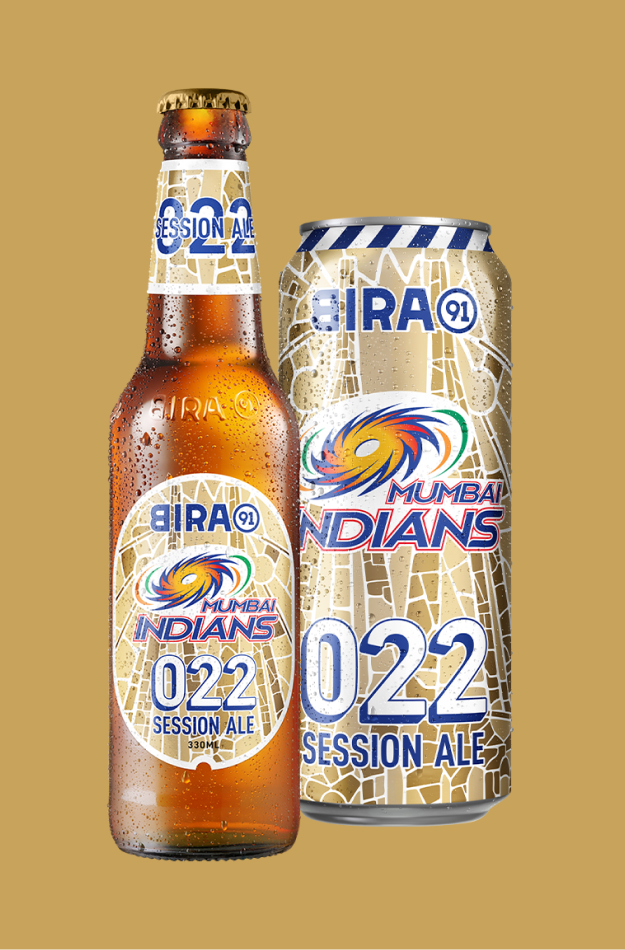 022
SESSION ALE
BIRA 91
BIRA 91
MUMBAI
INDIANS
022
SESSION ALE
330ML
BIRA 91
MUMBAI
INDIANS
022
SESSION ALE